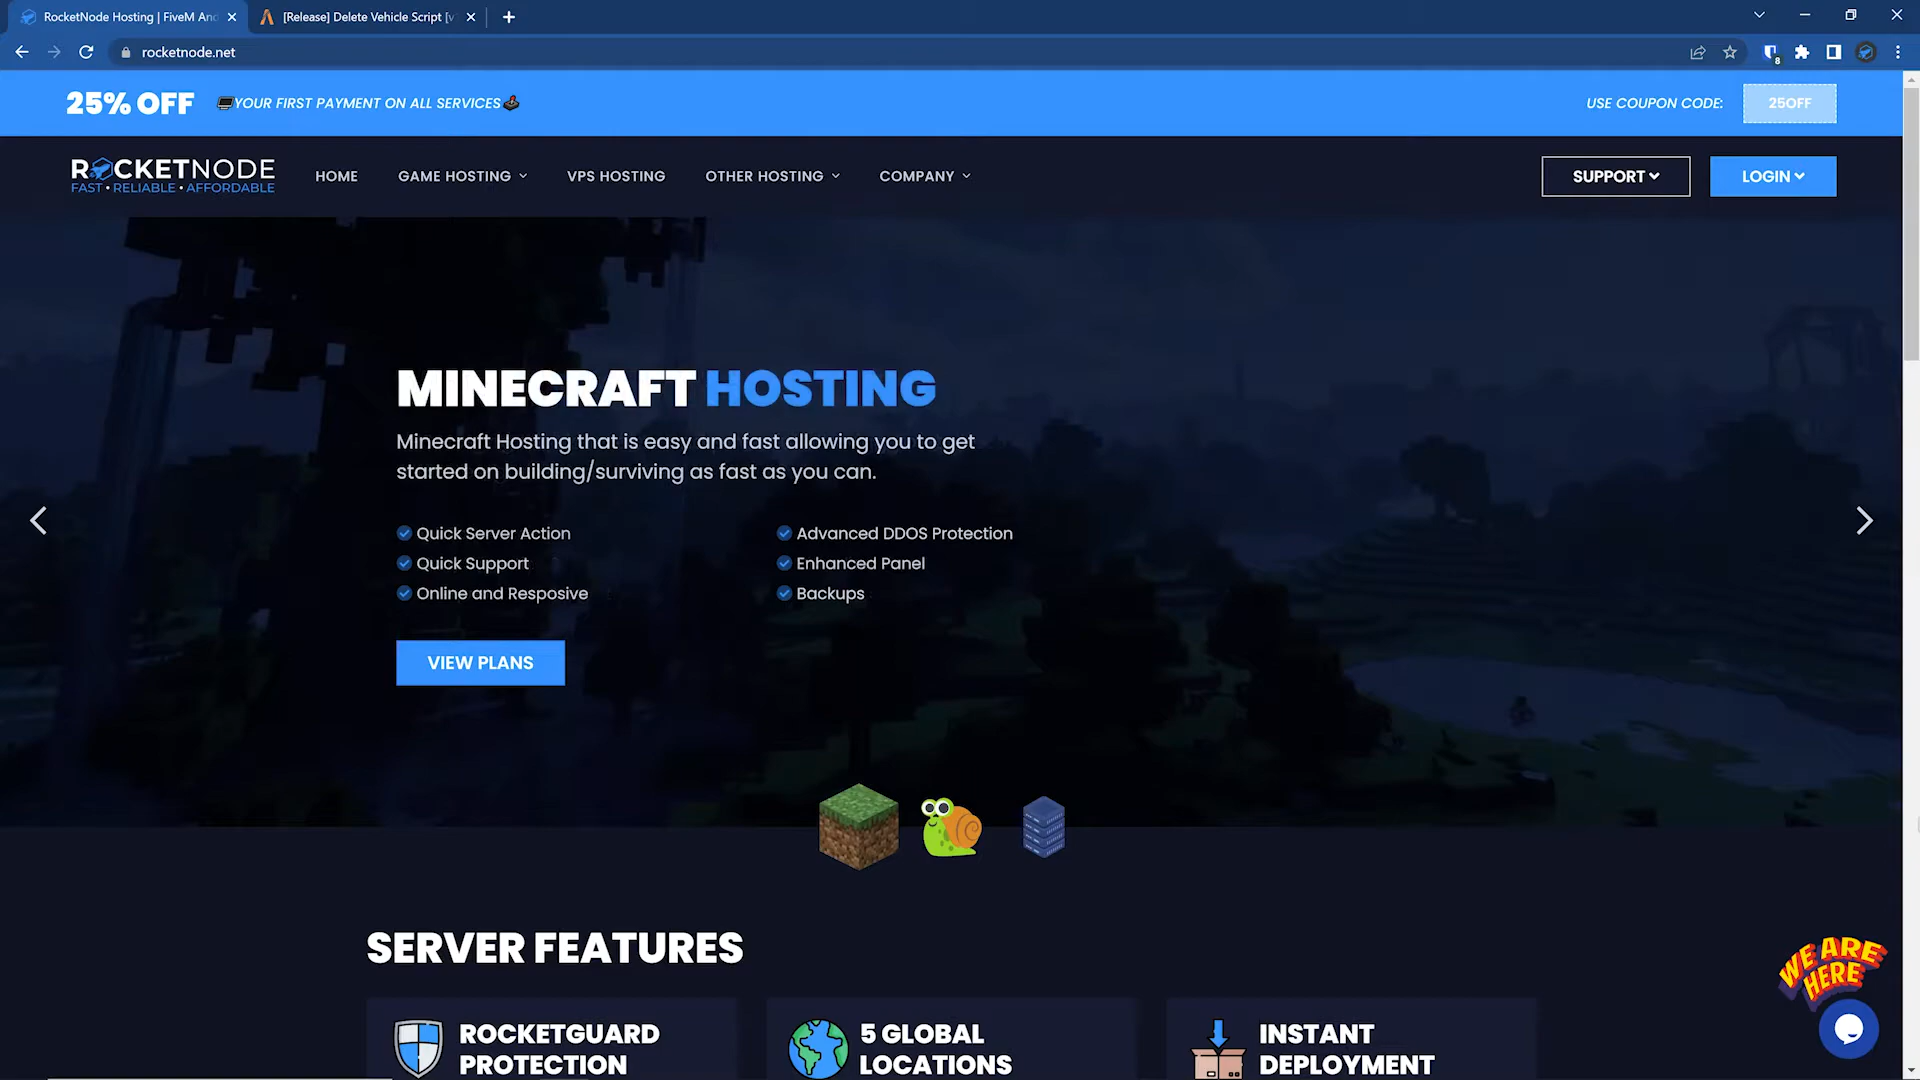 RocketNode Hosting | FiveM And
[Release] Delete Vehicle Script [v
rocketnode.net
8
25% OFF
YOUR FIRST PAYMENT ON ALL SERVICES
USE COUPON CODE:
25OFF
ROCKETNODE
FAST • RELIABLE • AFFORDABLE
HOME
GAME HOSTING
VPS HOSTING
OTHER HOSTING
COMPANY
SUPPORT
LOGIN
MINECRAFT HOSTING
Minecraft Hosting that is easy and fast allowing you to get
started on building/surviving as fast as you can.
Quick Server Action
Advanced DDOS Protection
Quick Support
Enhanced Panel
Online and Resposive
Backups
VIEW PLANS
SERVER FEATURES
WE ARE
HERE
ROCKETGUARD
PROTECTION
5 GLOBAL
LOCATIONS
INSTANT
DEPLOYMENT